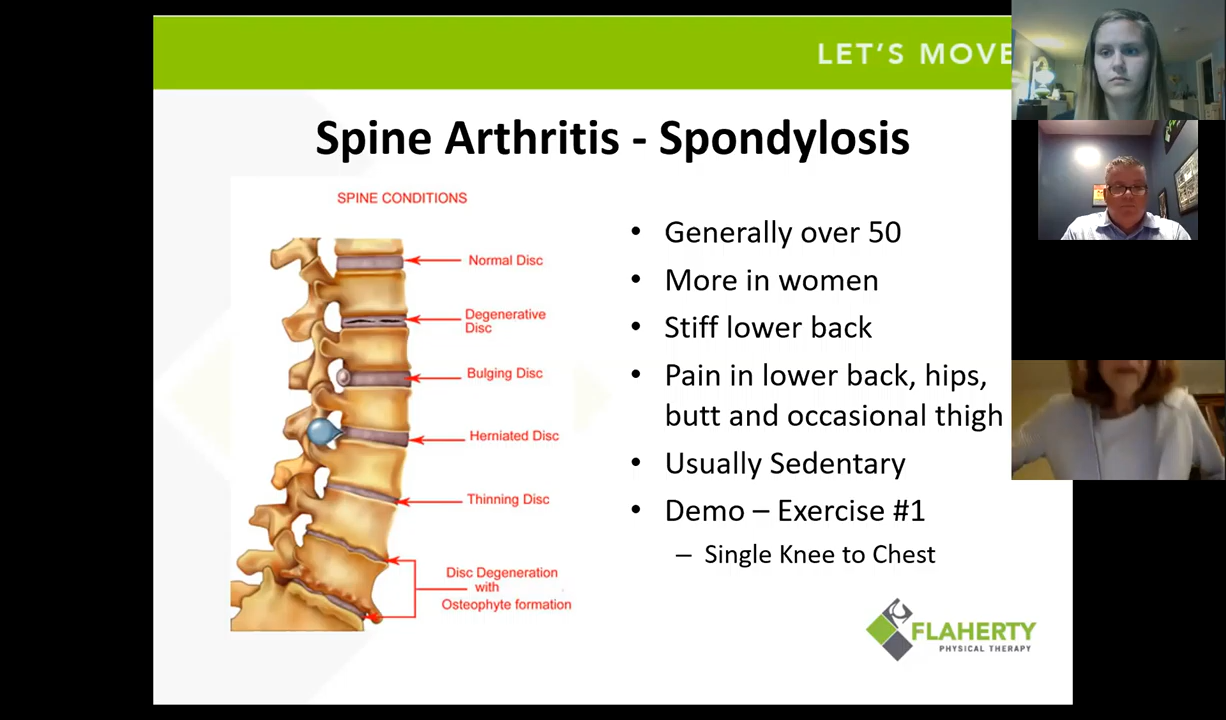 LET'S MOVE
Spine Arthritis - Spondylosis
SPINE CONDITIONS
Normal Disc
Degenerative
Disc
Bulging Disc
Herniated Disc
Thinning Disc
Disc Degeneration
with
Osteophyte formation
• Generally over 50
• More in women
• Stiff lower back
• Pain in lower back, hips,
butt and occasional thigh
• Usually Sedentary
• Demo – Exercise #1
– Single Knee to Chest
FLAHERTY
PHYSICAL THERAPY